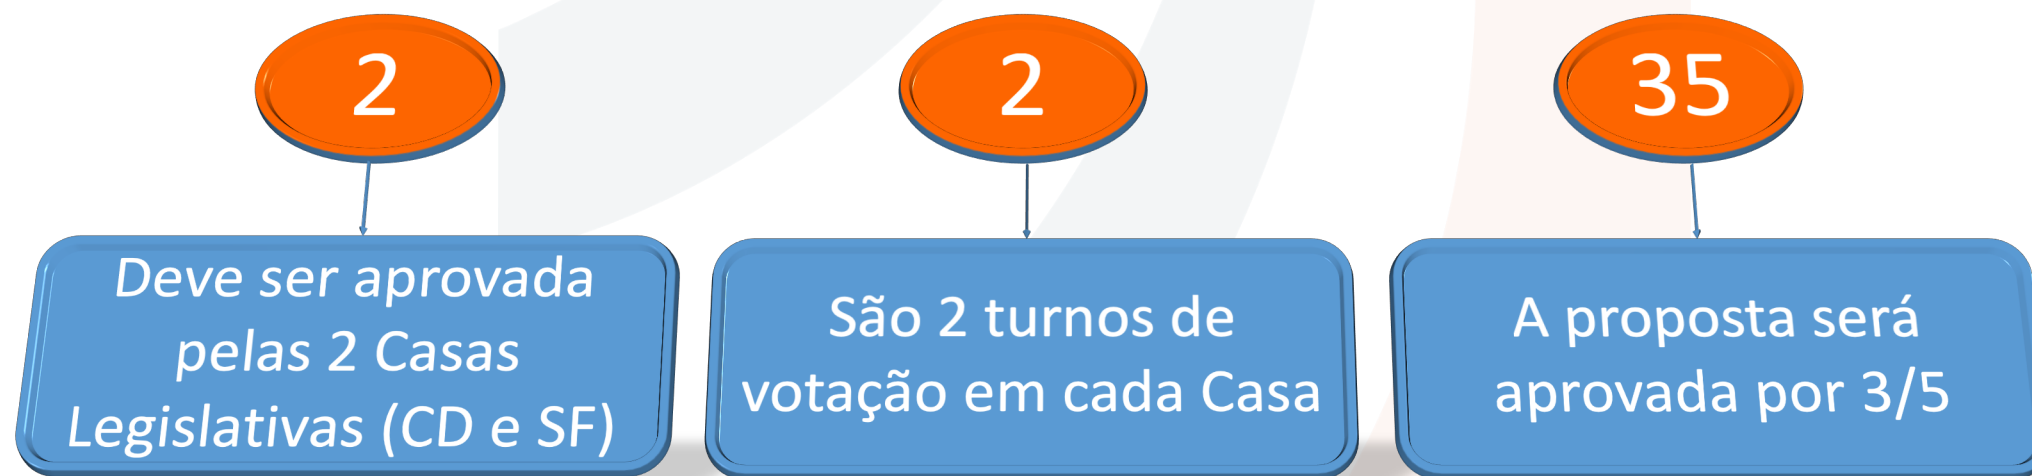 2
Deve ser aprovada
pelas 2 Casas
Legislativas (CD e SF)
2
São 2 turnos de
votação em cada Casa
35
A proposta será
aprovada por 3/5